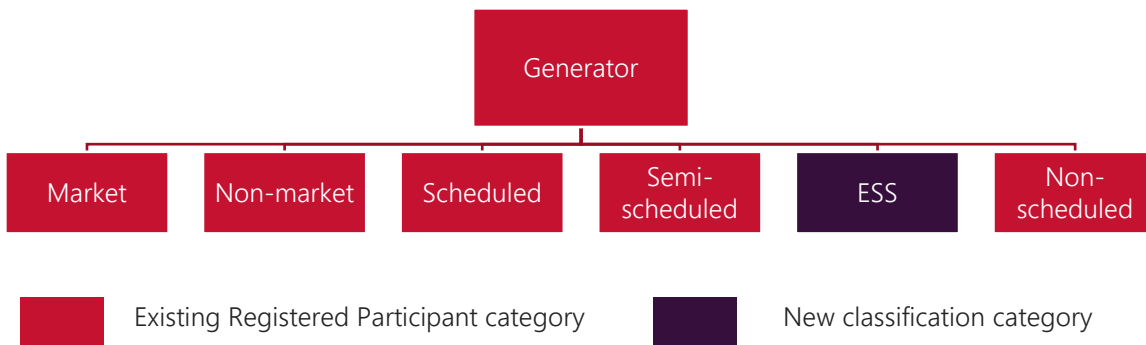 Generator
Market
Non-market
Scheduled
Semi-
scheduled
ESS
Non-
scheduled
Existing Registered Participant category
New classification category